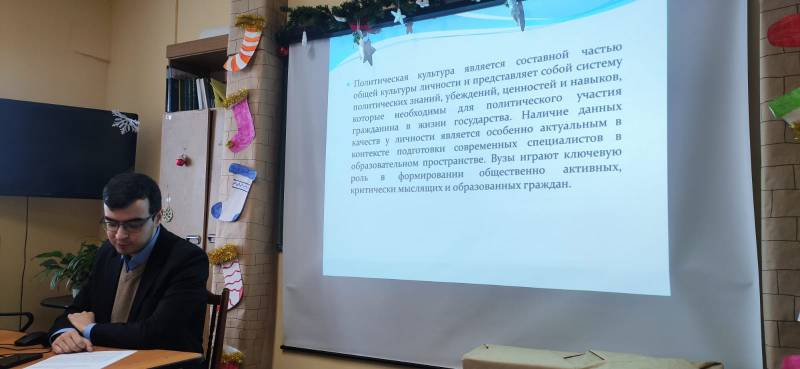 Политическая культура является составной частью
общей культуры личности и представляет собой систему
политических знаний, убеждений, ценностей и навыков,
которые необходимы для политического участия
гражданина в жизни государства. Наличие данных
качеств у личности является особенно актуальным в
контексте подготовки современных специалистов в
образовательном пространстве. Вузы играют ключевую
роль в формировании общественно активных,
критически мыслящих и образованных граждан.